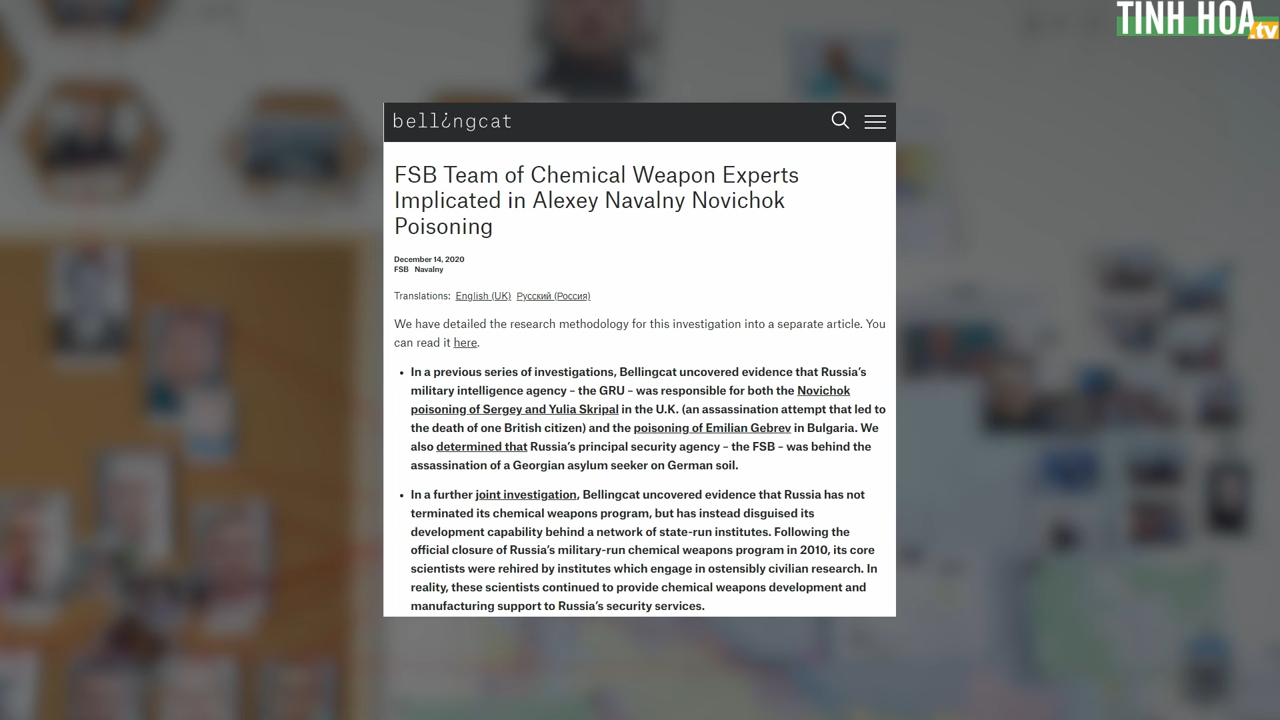 TINH HOA
.tv
bellingcat
FSB Team of Chemical Weapon Experts
Implicated in Alexey Navalny Novichok
Poisoning
December 14, 2020
FSB Navalny
Translations: English (UK) Русский (Россия)
We have detailed the research methodology for this investigation into a separate article. You
can read it here.
• In a previous series of investigations, Bellingcat uncovered evidence that Russia's
military intelligence agency – the GRU – was responsible for both the Novichok
poisoning of Sergey and Yulia Skripal in the U.K. (an assassination attempt that led to
the death of one British citizen) and the poisoning of Emilian Gebrev in Bulgaria. We
also determined that Russia's principal security agency – the FSB – was behind the
assassination of a Georgian asylum seeker on German soil.
• In a further joint investigation, Bellingcat uncovered evidence that Russia has not
terminated its chemical weapons program, but has instead disguised its
development capability behind a network of state-run institutes. Following the
official closure of Russia's military-run chemical weapons program in 2010, its core
scientists were rehired by institutes which engage in ostensibly civilian research. In
reality, these scientists continued to provide chemical weapons development and
manufacturing support to Russia's security services.